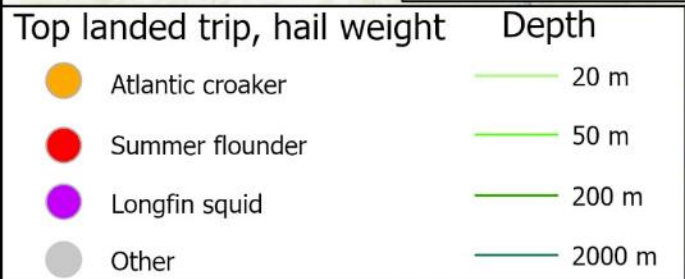 Top landed trip, hail weight
Atlantic croaker
Summer flounder
Longfin squid
Other
Depth
20 m
50 m
200 m
2000 m